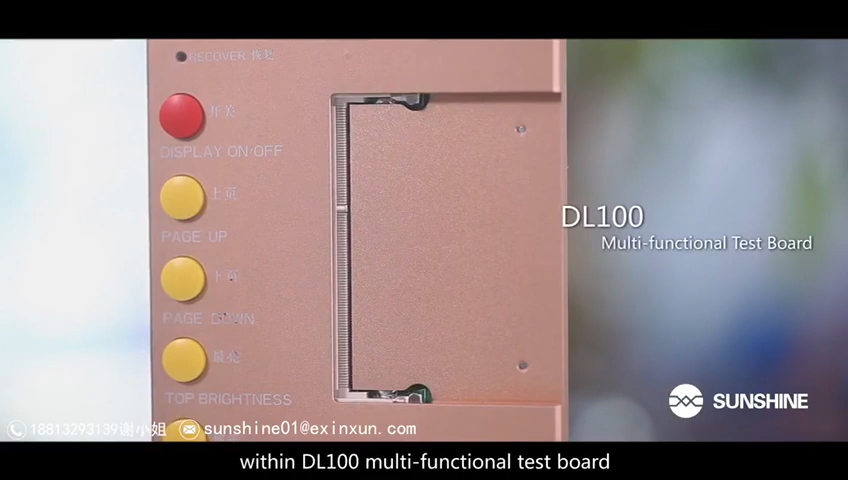 RECOVER 恢复
开关
DISPLAY ON·OFF
上页
PAGE UP
下页
PAGE DOWN
最亮
TOP BRIGHTNESS
DL100
Multi-functional Test Board
SUNSHINE
18813293139谢小姐 sunshine01@exinxun.com
within DL100 multi-functional test board